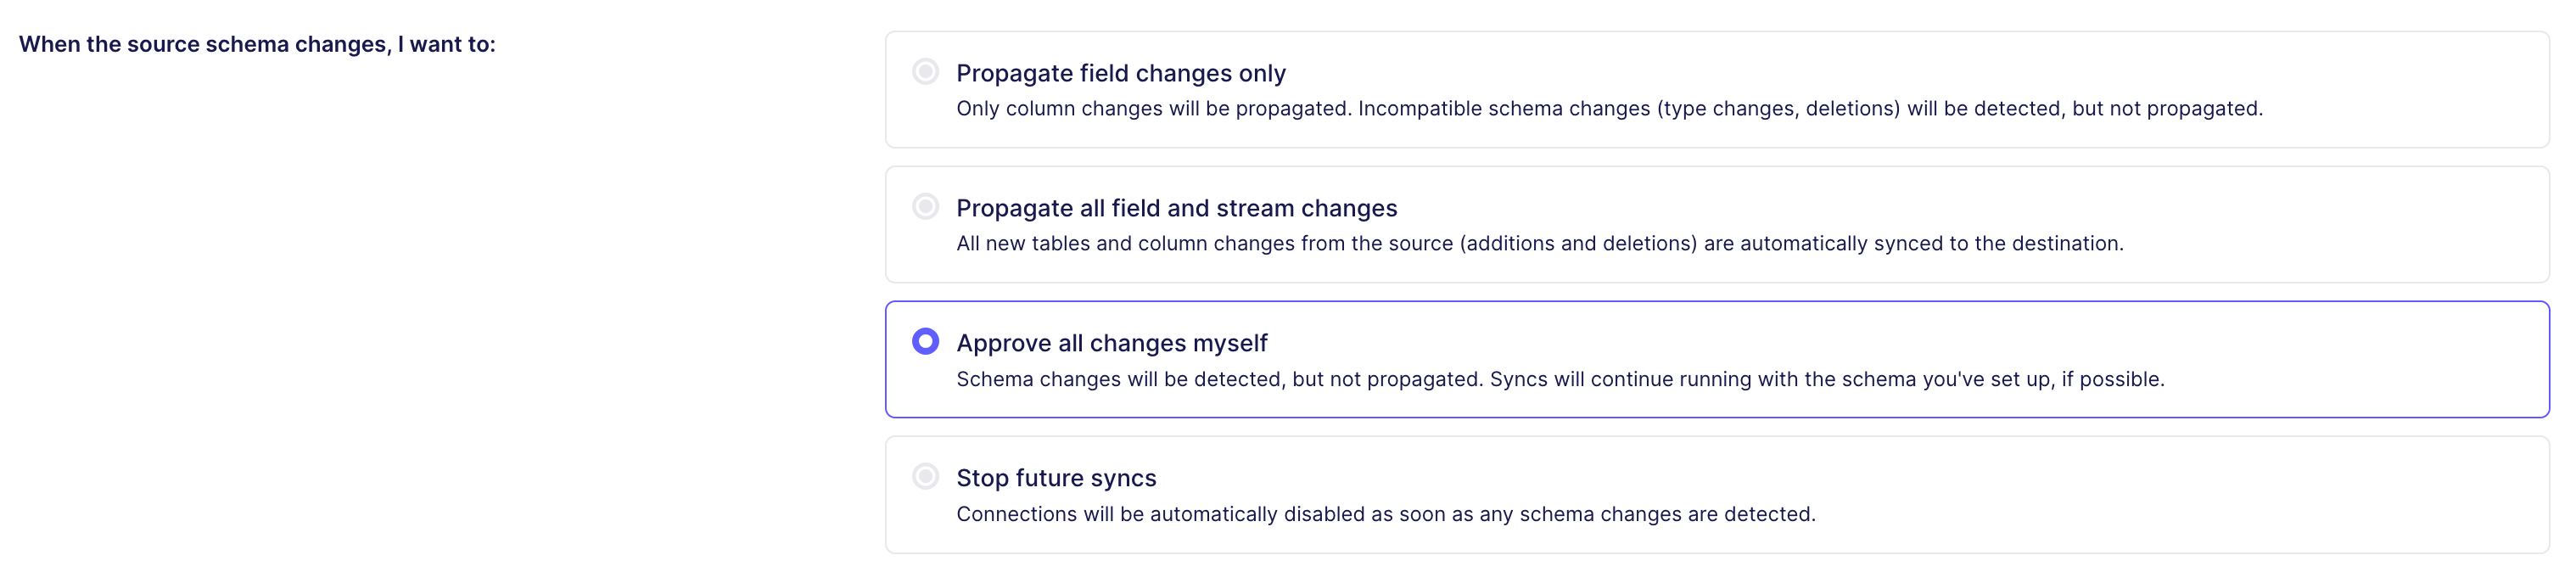 When the source schema changes, I want to:
Propagate field changes only
Only column changes will be propagated. Incompatible schema changes (type changes, deletions) will be detected, but not propagated.
Propagate all field and stream changes
All new tables and column changes from the source (additions and deletions) are automatically synced to the destination.
Approve all changes myself
Schema changes will be detected, but not propagated. Syncs will continue running with the schema you've set up, if possible.
Stop future syncs
Connections will be automatically disabled as soon as any schema changes are detected.